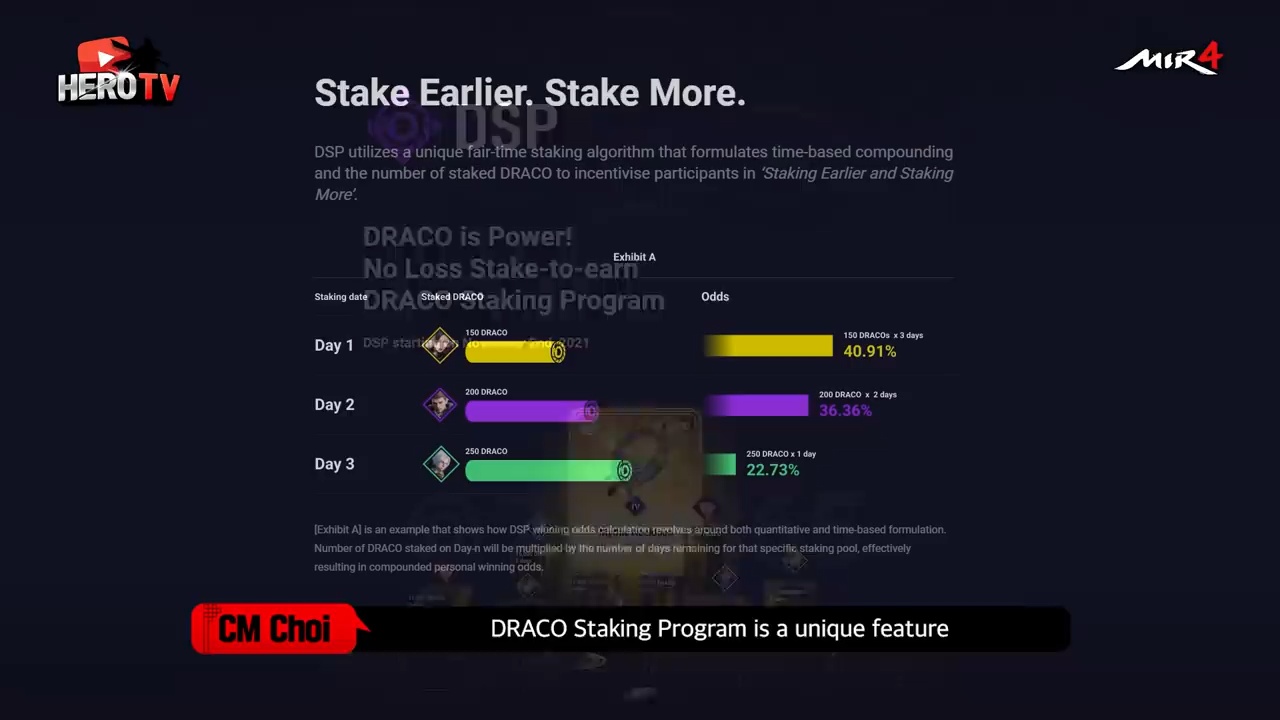 HERO TV
MIR4
Stake Earlier. Stake More.
DSP
DSP utilizes a unique fair-time staking algorithm that formulates time-based compounding
and the number of staked DRACO to incentivise participants in ‘Staking Earlier and Staking
More’.
DRACO is Power!
No Loss Stake-to-earn
DRACO Staking Program
Exhibit A
Staking date Staked DRACO Odds
DSP 2021
Day 1 150 DRACO 150 DRACOs x 3 days
40.91%
Day 2 200 DRACO 200 DRACO x 2 days
36.36%
Day 3 250 DRACO 250 DRACO x 1 day
22.73%
[Exhibit A] is an example that shows how DSP winning odds calculation revolves around both quantitative and time-based formulation.
Number of DRACO staked on Day-n will be multiplied by the number of days remaining for that specific staking pool, effectively
resulting in compounded personal winning odds.
CM Choi
DRACO Staking Program is a unique feature